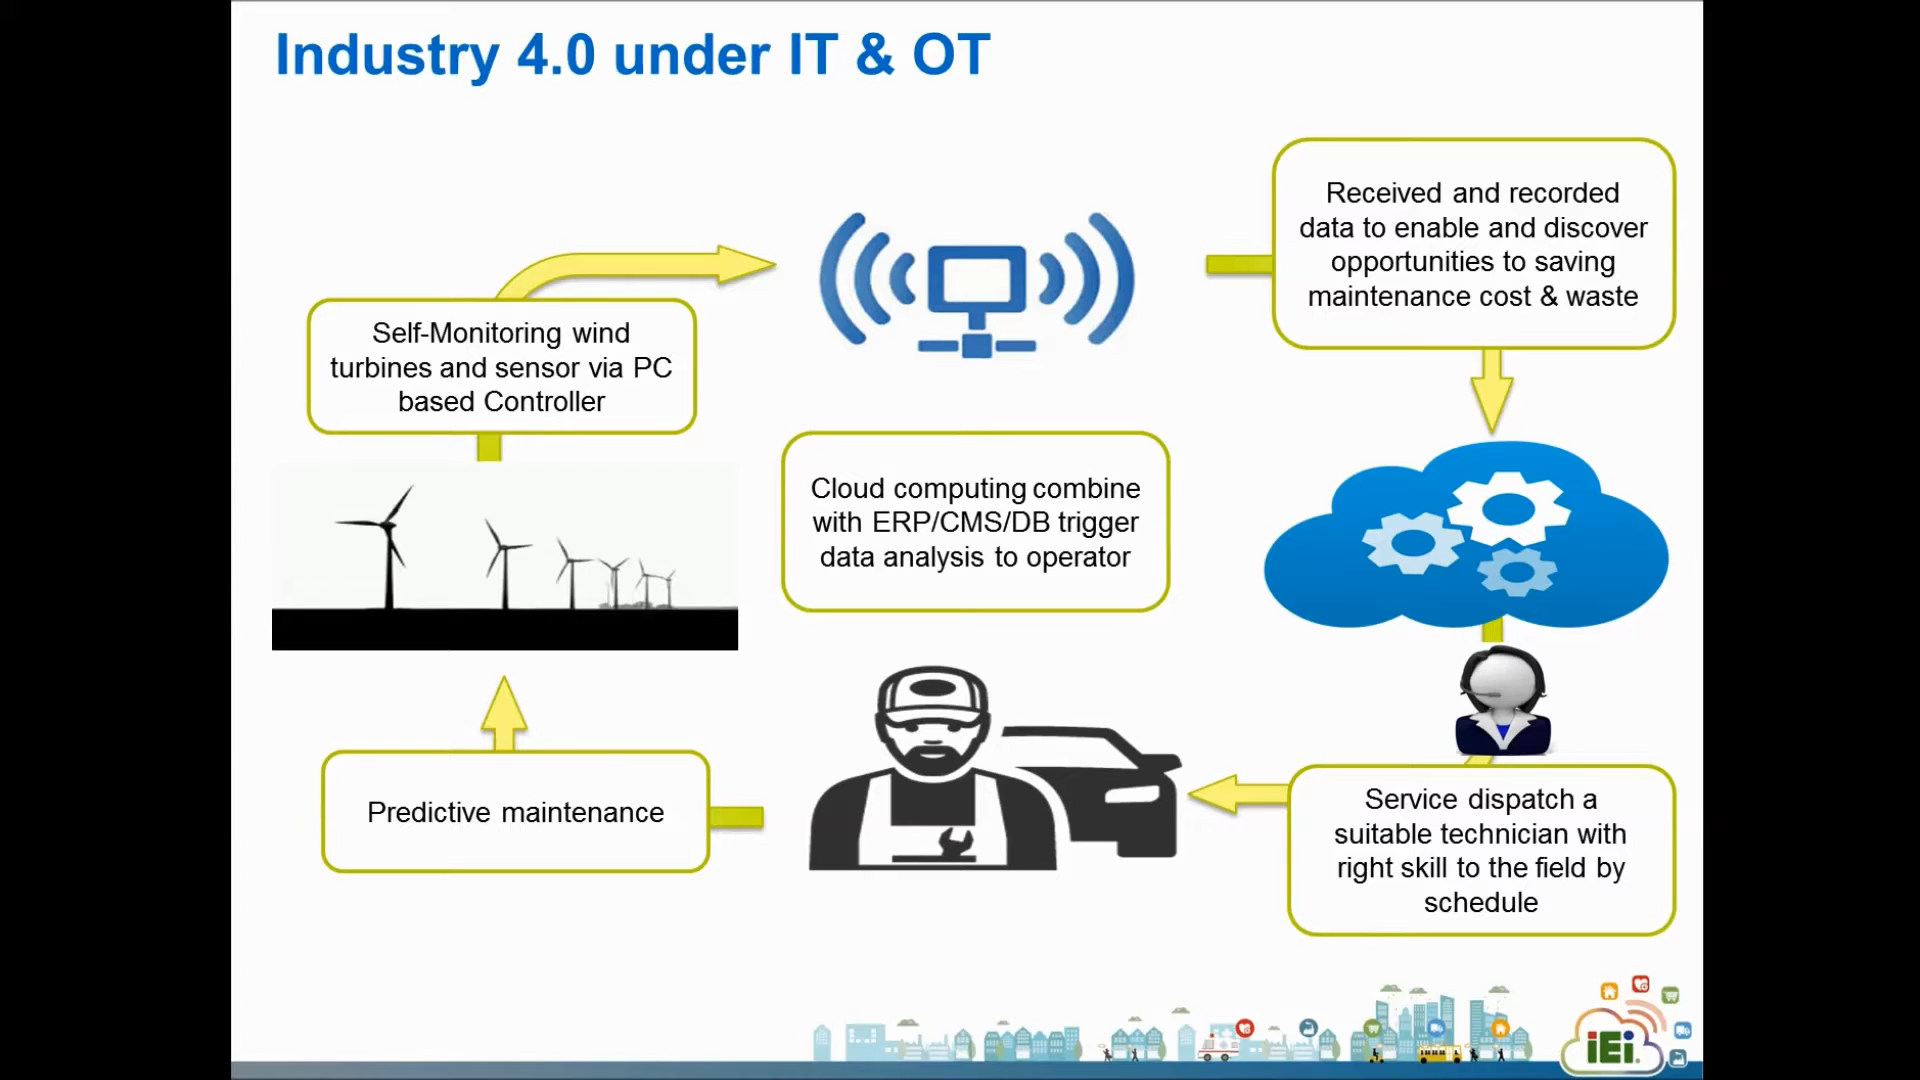 Industry 4.0 under IT & OT
Received and recorded
data to enable and discover
opportunities to saving
maintenance cost & waste
Self-Monitoring wind
turbines and sensor via PC
based Controller
Cloud computing combine
with ERP/CMS/DB trigger
data analysis to operator
Predictive maintenance
Service dispatch a
suitable technician with
right skill to the field by
schedule
iEi